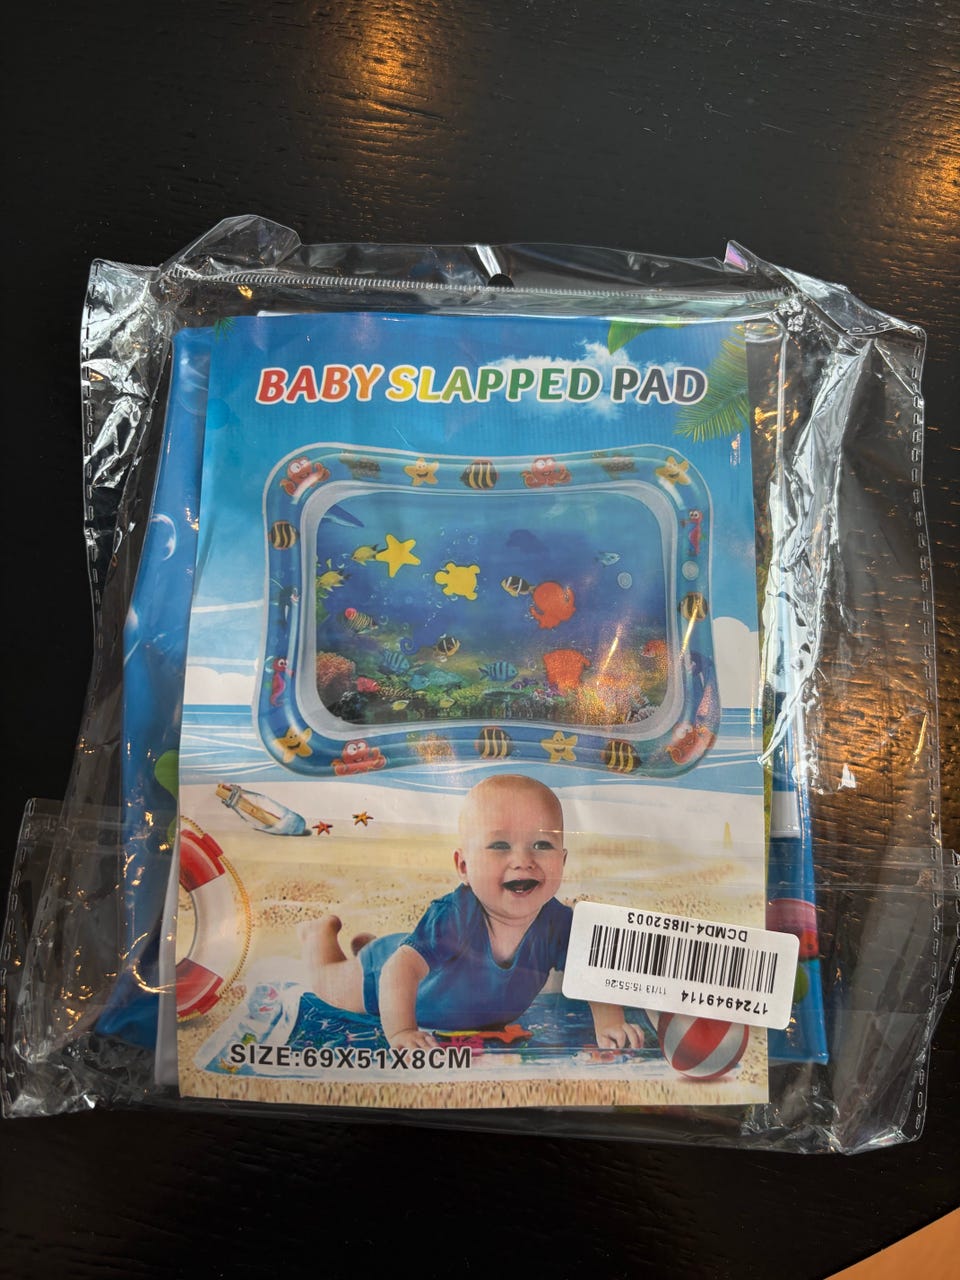 BABY SLAPPED PAD
DCMD4-II852003
11/13 15:55:26
1724949114
SIZE:69X51X8CM